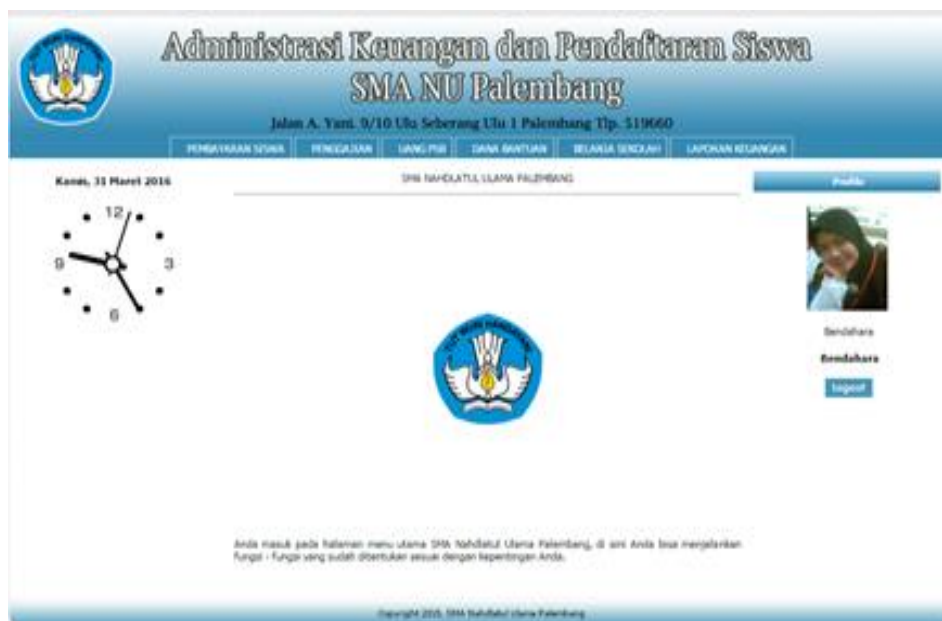 Administrasi Keuangan dan Pendaftaran Siswa
SMA NU Palembang
Jalan A. Yani. 9/10 Ulu Seberang Ulu 1 Palembang Tlp. 519660
PEMBAYARAN SISWA PENGGAJIAN UANG PSB DANA BANTUAN BELANJA SEKOLAH LAPORAN KEUANGAN
Kamis, 31 Maret 2016
12
3
6
9
SMA NAHDLATUL ULAMA PALEMBANG
TUT WURI HANDAYANI
Anda masuk pada halaman menu utama SMA Nahdlatul Ulama Palembang, di sini Anda bisa menjalankan
fungsi - fungsi yang sudah ditentukan sesuai dengan kepentingan Anda.
Profile
Bendahara
Bendahara
Logout
Copyright 2015, SMA Nahdlatul Ulama Palembang